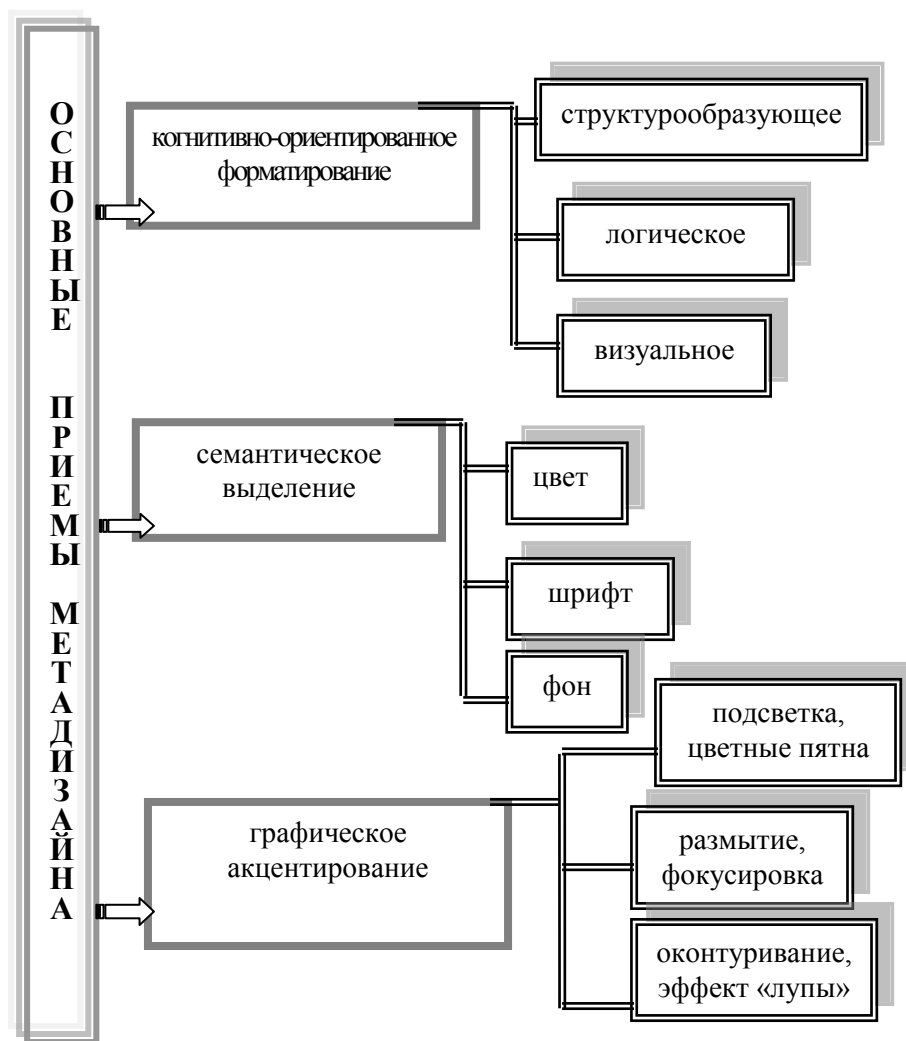 ОСНОВНЫЕ ПРИЕМЫ МЕТАДИЗАЙНА
когнитивно-ориентированное
форматирование
структурообразующее
логическое
визуальное
семантическое
выделение
цвет
шрифт
фон
графическое
акцентирование
подсветка,
цветные пятна
размытие,
фокусировка
оконтуривание,
эффект «лупы»